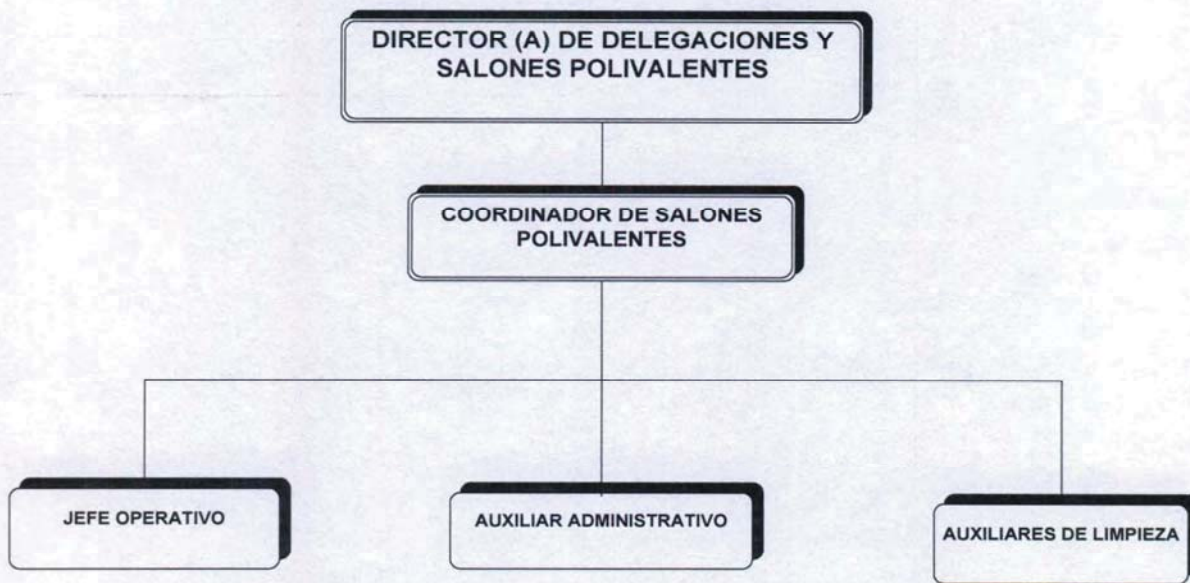 DIRECTOR (A) DE DELEGACIONES Y
SALONES POLIVALENTES
COORDINADOR DE SALONES
POLIVALENTES
JEFE OPERATIVO
AUXILIAR ADMINISTRATIVO
AUXILIARES DE LIMPIEZA